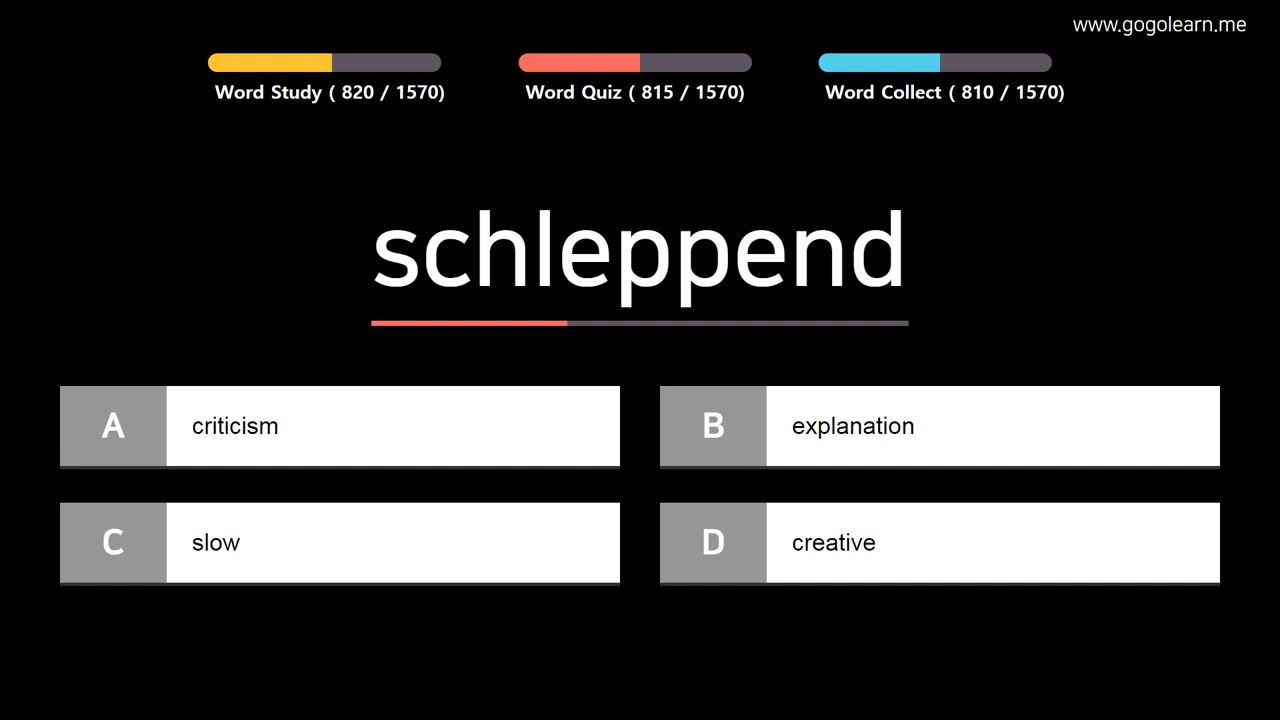 www.gogolearn.me
Word Study ( 820 / 1570)
Word Quiz ( 815 / 1570)
Word Collect ( 810 / 1570)
schleppend
A criticism
B explanation
C slow
D creative